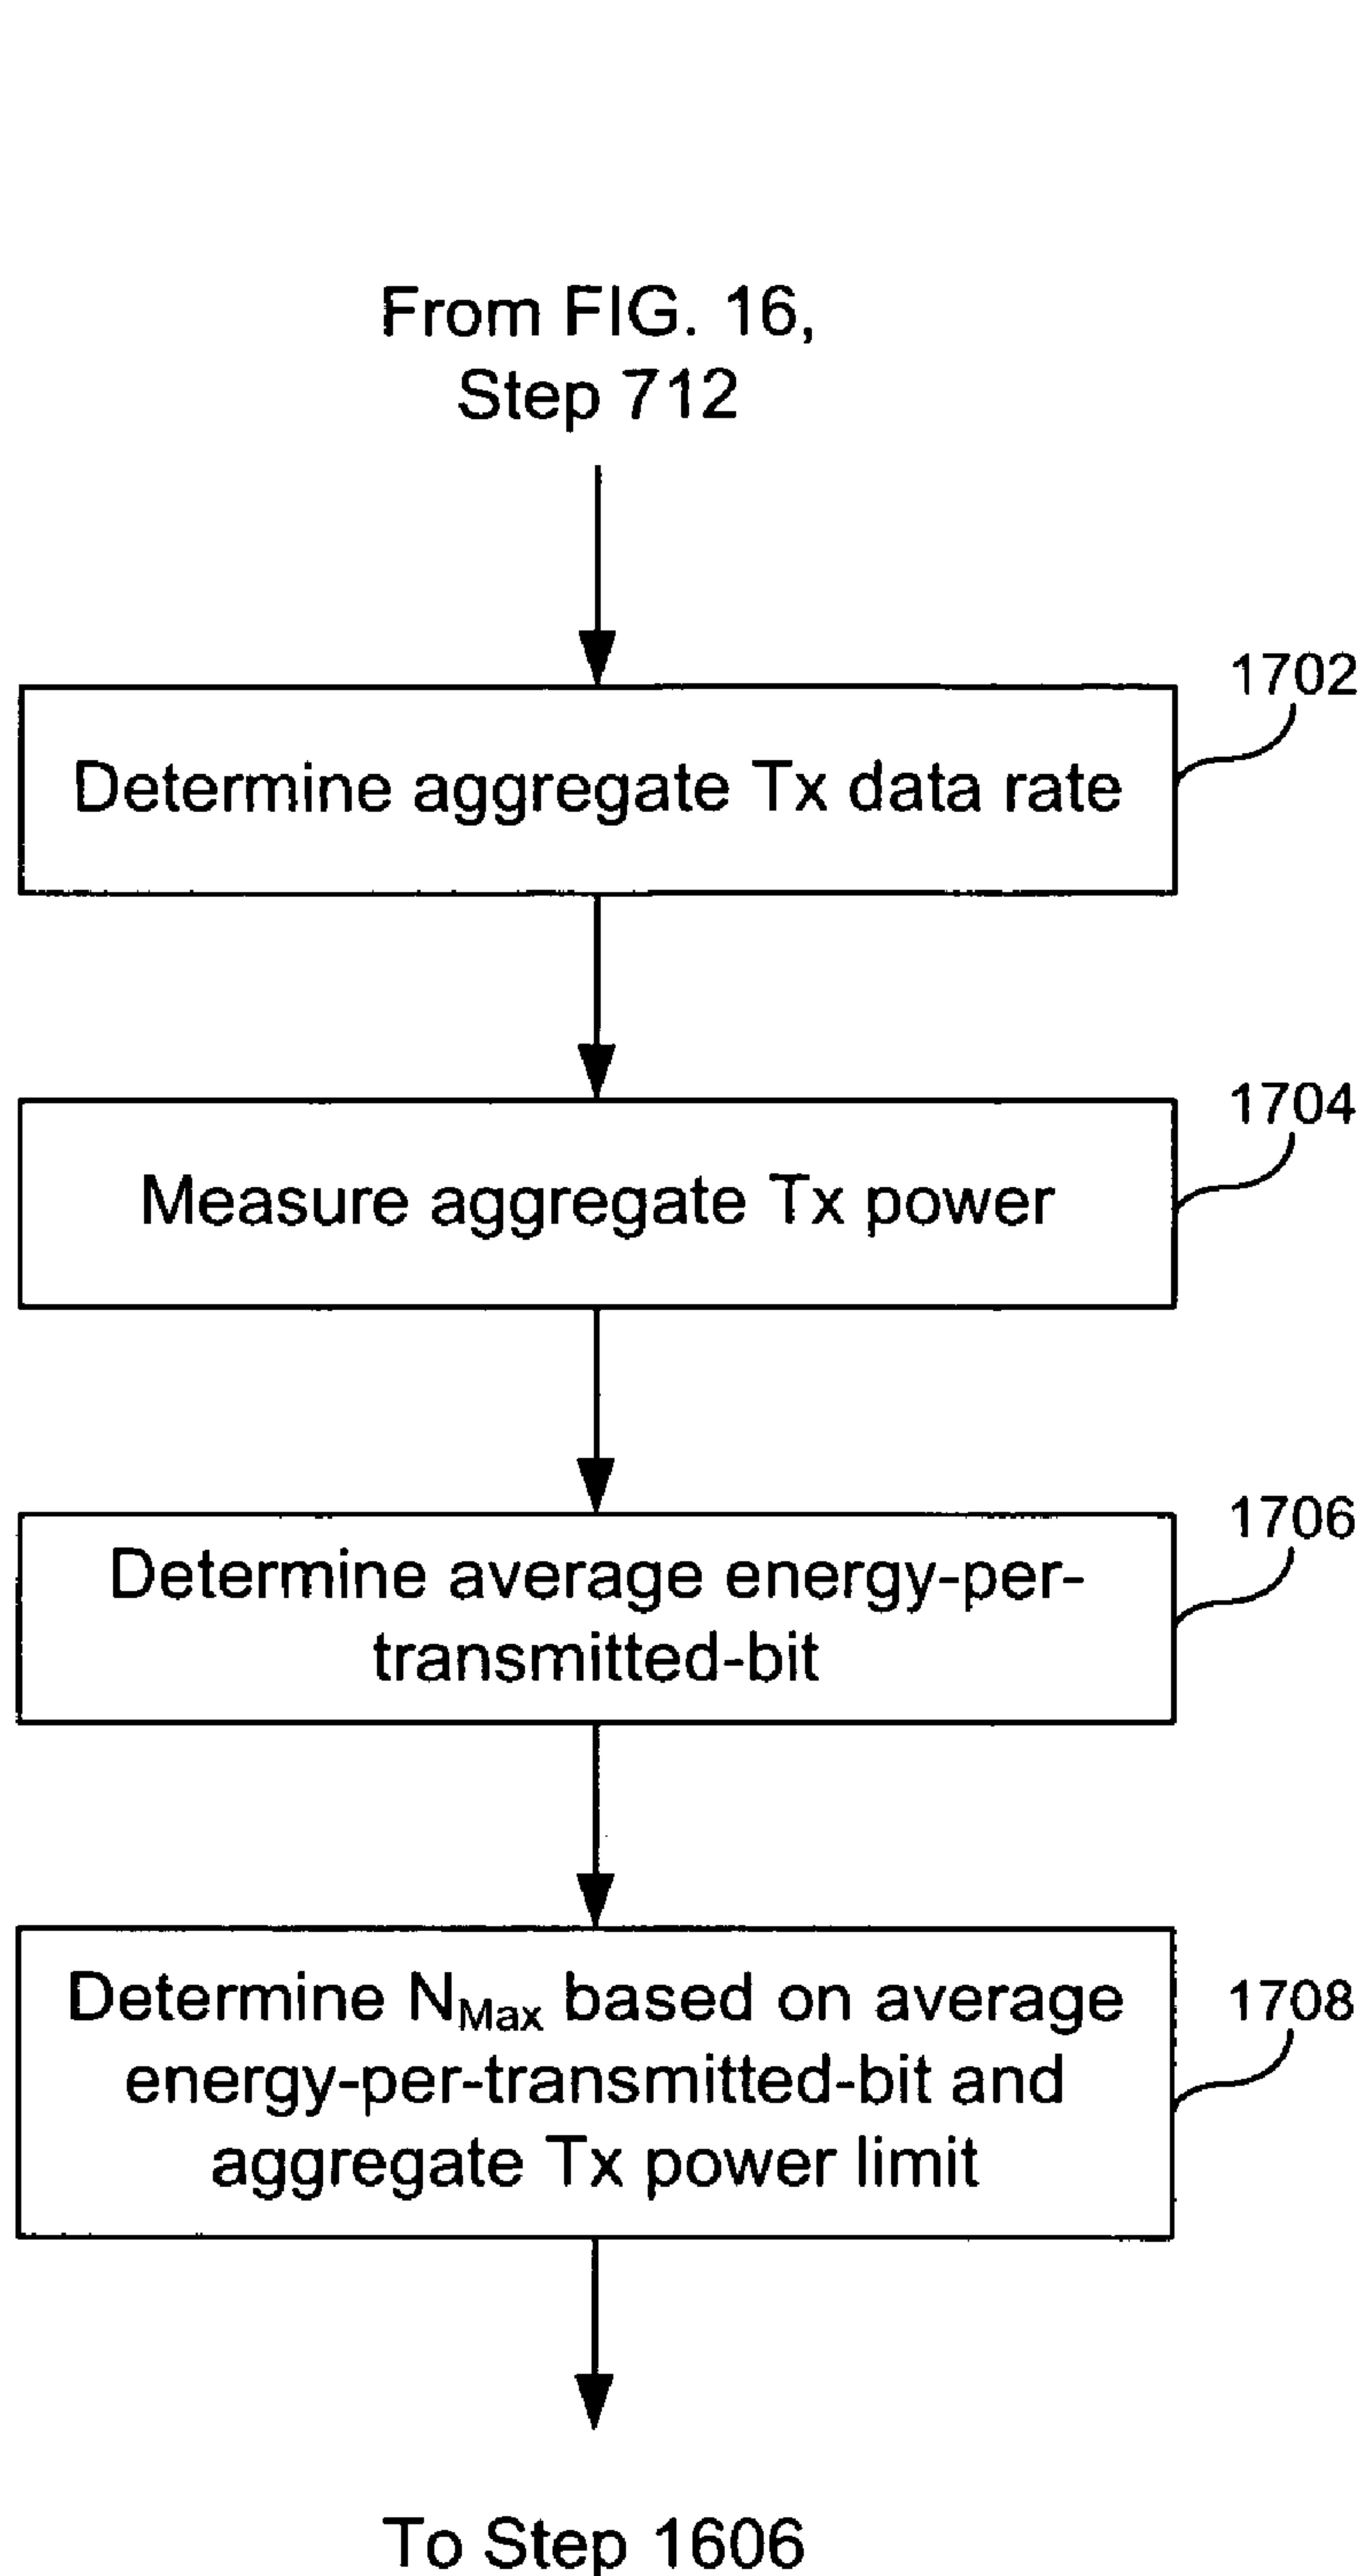 From FIG. 16,
Step 712
1702
Determine aggregate Tx data rate
1704
Measure aggregate Tx power
1706
Determine average energy-per-
transmitted-bit
1708
Determine NMax based on average
energy-per-transmitted-bit and
aggregate Tx power limit
To Step 1606